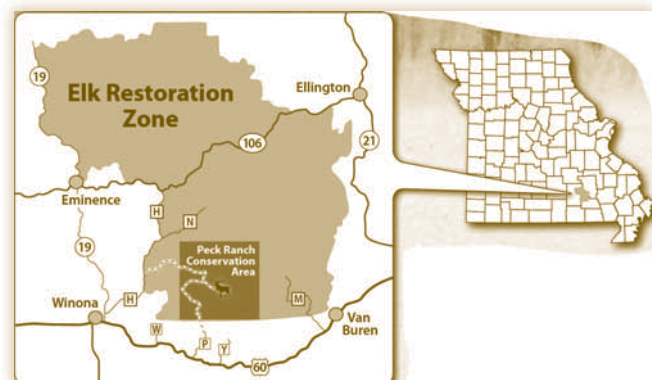 19
Elk Restoration
Zone
Ellington
106
21
Eminence
H
N
19
Peck Ranch
Conservation
Area
Winona
H
M
Van
Buren
W
P
Y
60